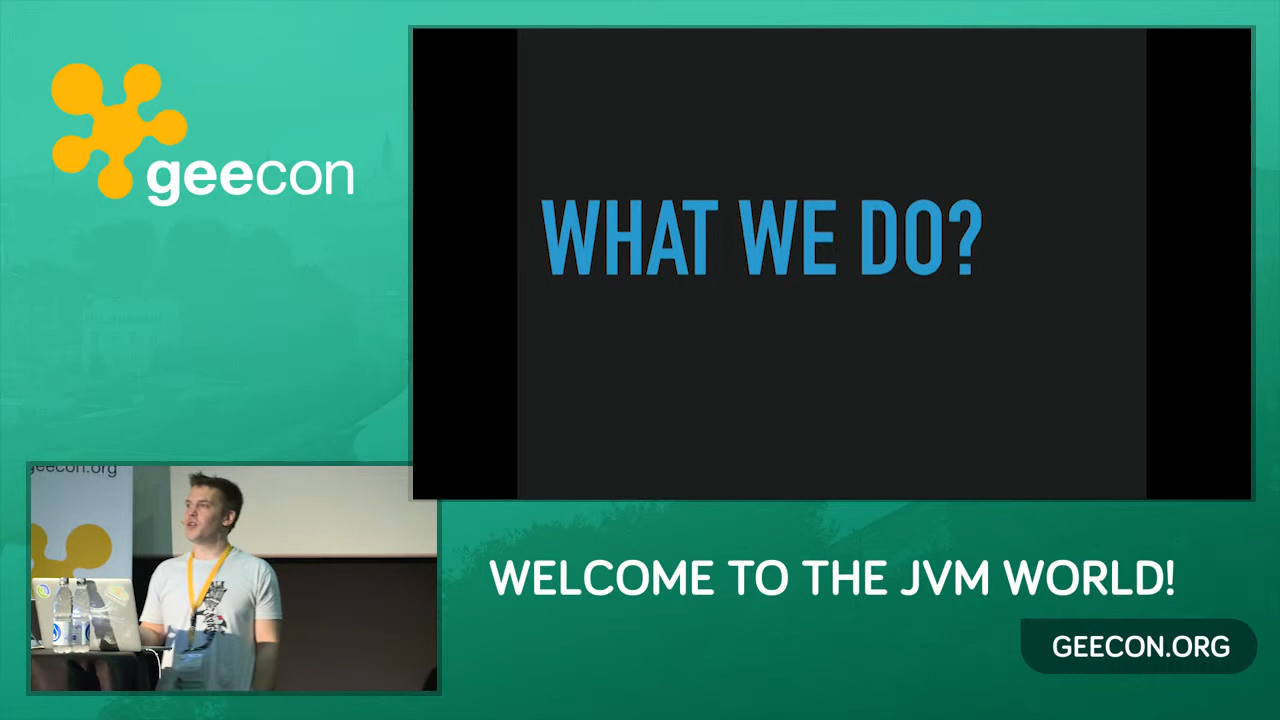 geecon
WHAT WE DO?
geecon.org
WELCOME TO THE JVM WORLD!
GEECON.ORG